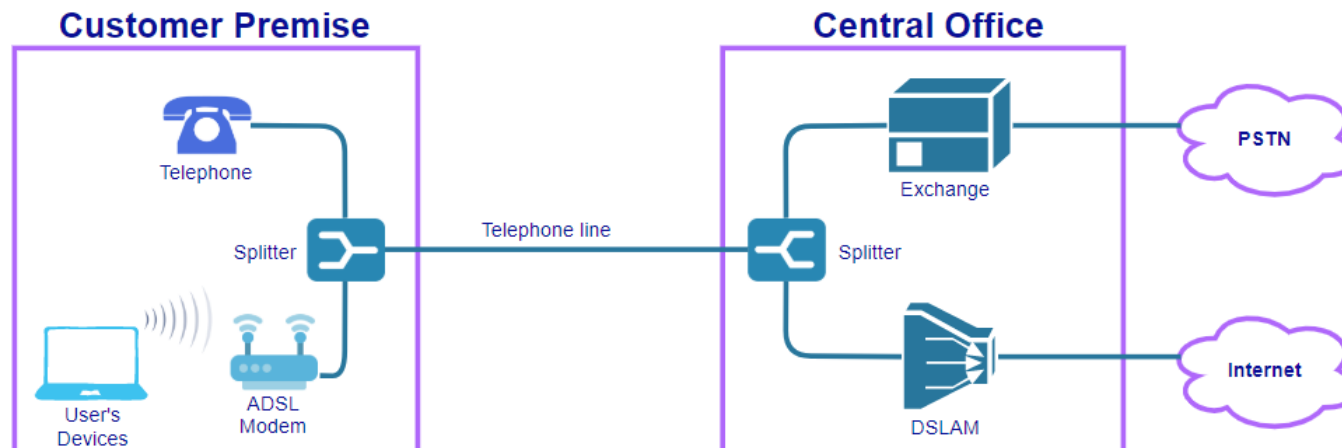 Customer Premise
Central Office
Telephone
Exchange
PSTN
Splitter
Telephone line
Splitter
User's
Devices
ADSL
Modem
DSLAM
Internet